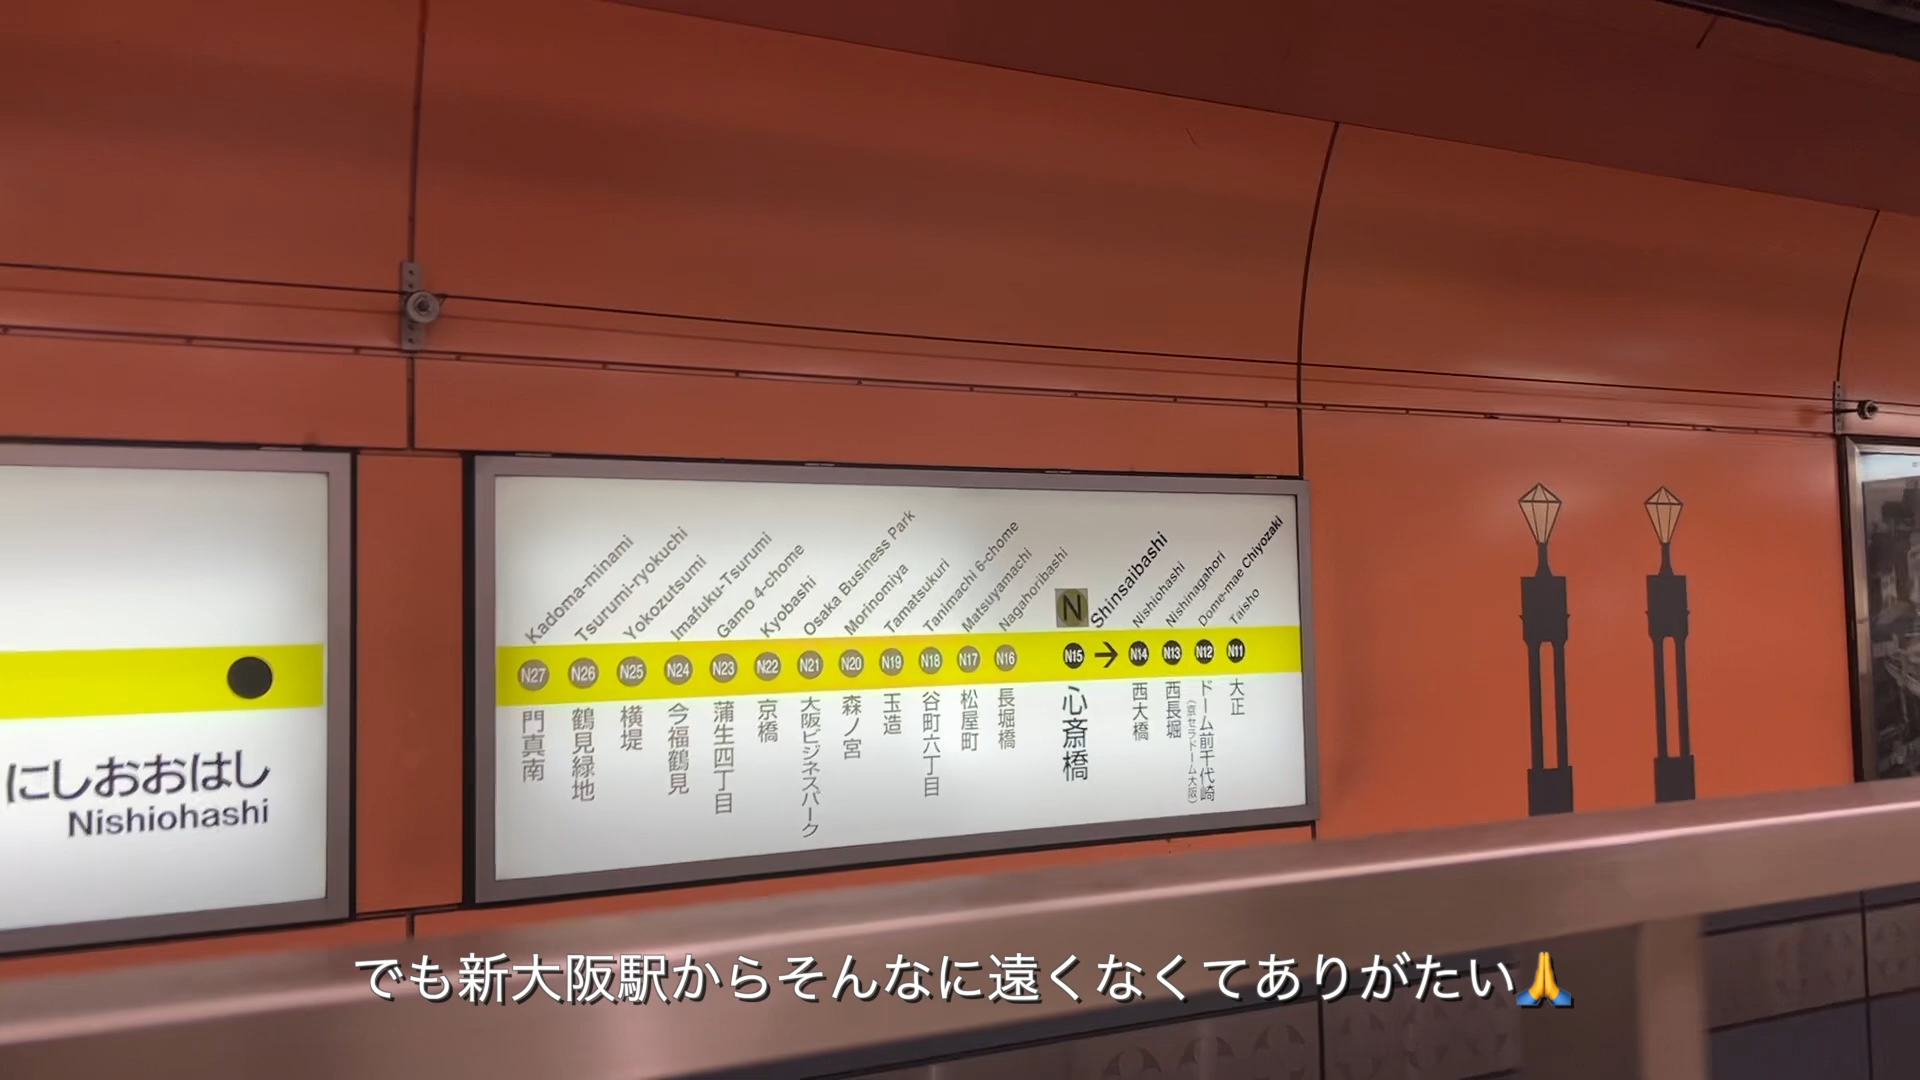 にしおおはし
Nishiohashi
Kadoma-minami
Tsurumi-ryokuchi
Yokozutsumi
Imafuku-Tsurumi
Gamo 4-chome
Kyobashi
Osaka Business Park
Morinomiya
Tamatsukuri
Tanimachi 6-chome
Matsuyamachi
Nagahoribashi
N
Shinsaibashi
Nishiohashi
Nishinagahori
Dome-mae Chiyozaki
Taisho
N27 N26 N25 N24 N23 N22 N21 N20 N19 N18 N17 N16 N15 → N14 N13 N12 N11
門真南
鶴見緑地
横堤
今福鶴見
蒲生四丁目
京橋
大阪ビジネスパーク
森ノ宮
玉造
谷町六丁目
松屋町
長堀橋
心斎橋
西大橋
西長堀
ドーム前千代崎
(京セラドーム大阪)
大正
でも新大阪駅からそんなに遠くなくてありがたい🙏